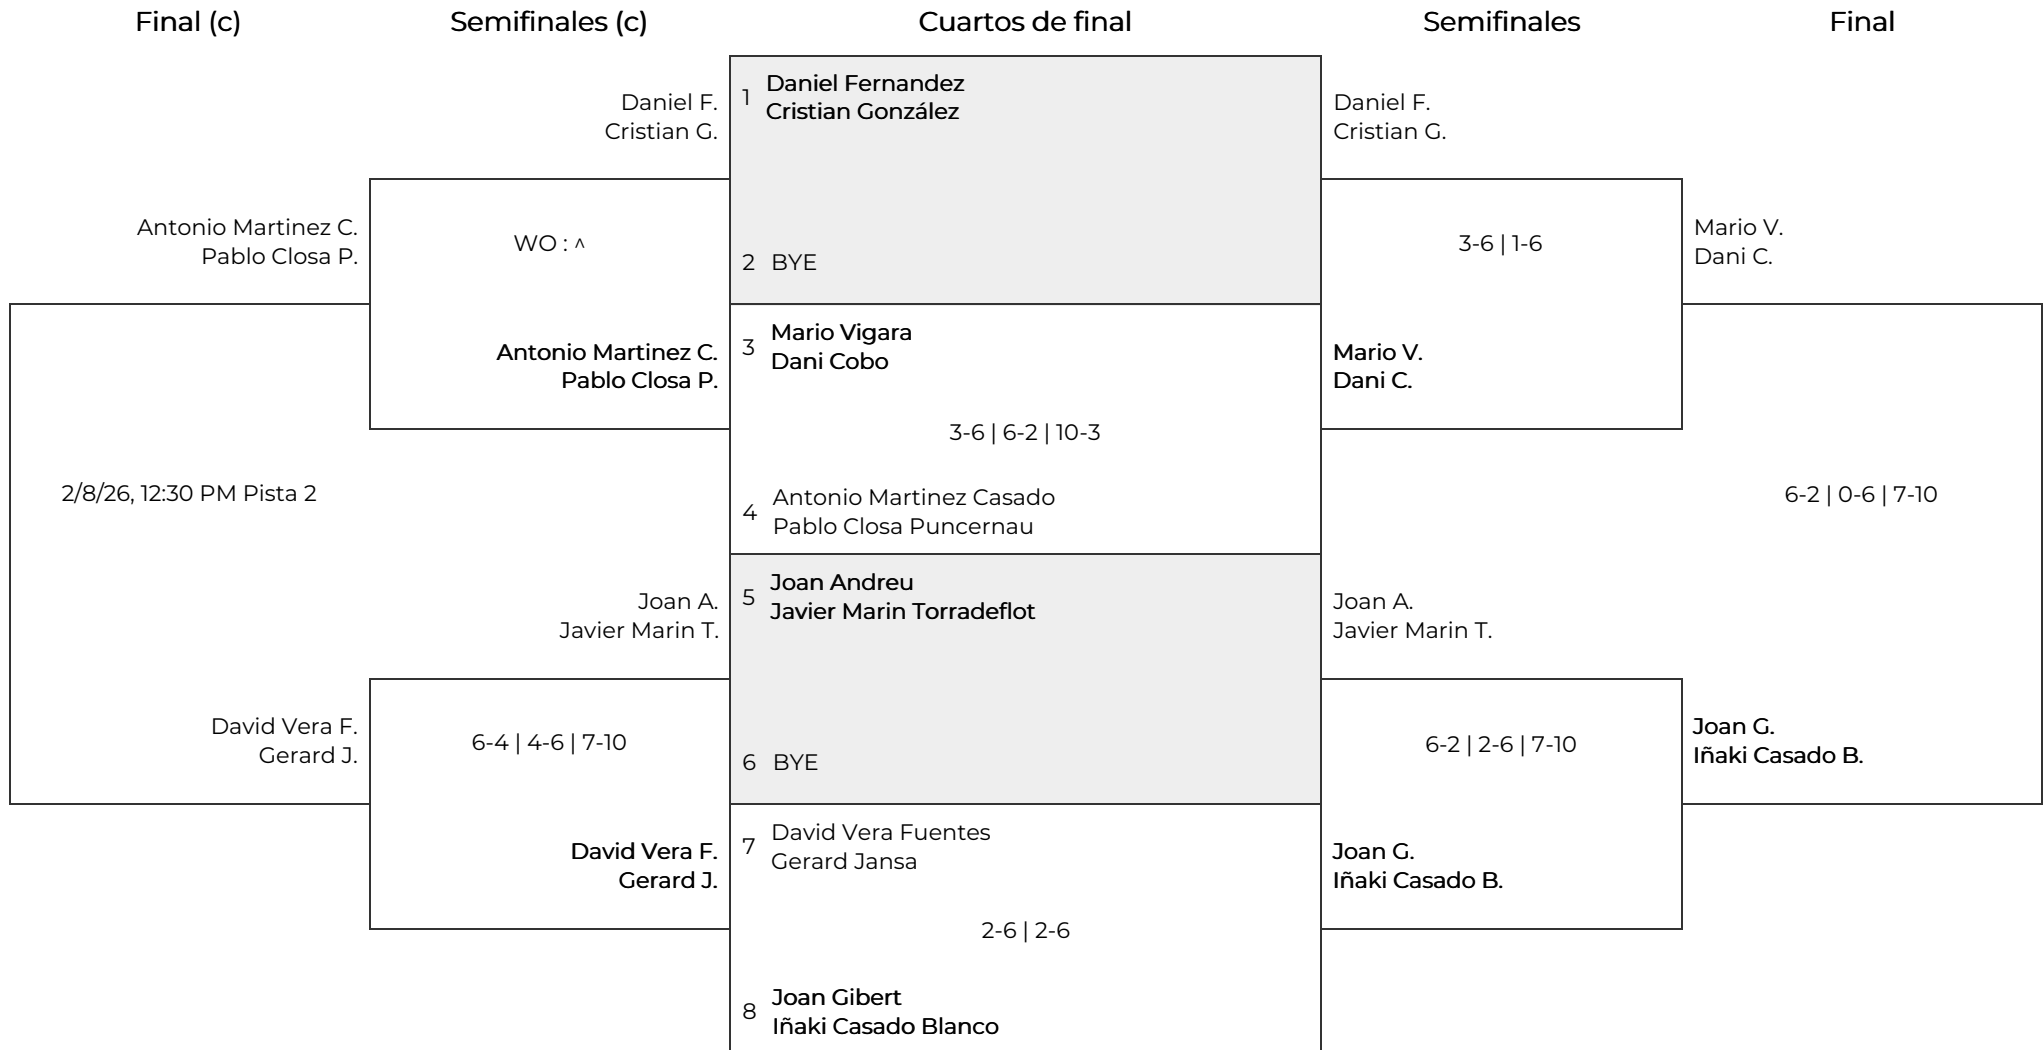 Final (c)
Semifinales (c)
Cuartos de final
Semifinales
Final
Antonio Martinez C.
Pablo Closa P.
2/8/26, 12:30 PM Pista 2
David Vera F.
Gerard J.
Daniel F.
Cristian G.
WO : ^
Antonio Martinez C.
Pablo Closa P.
Joan A.
Javier Marin T.
6-4 | 4-6 | 7-10
David Vera F.
Gerard J.
1 Daniel Fernandez
Cristian González
2 BYE
3 Mario Vigara
Dani Cobo
3-6 | 6-2 | 10-3
4 Antonio Martinez Casado
Pablo Closa Puncernau
5 Joan Andreu
Javier Marin Torradeflot
6 BYE
7 David Vera Fuentes
Gerard Jansa
2-6 | 2-6
8 Joan Gibert
Iñaki Casado Blanco
Daniel F.
Cristian G.
3-6 | 1-6
Mario V.
Dani C.
Joan A.
Javier Marin T.
6-2 | 2-6 | 7-10
Joan G.
Iñaki Casado B.
Mario V.
Dani C.
6-2 | 0-6 | 7-10
Joan G.
Iñaki Casado B.